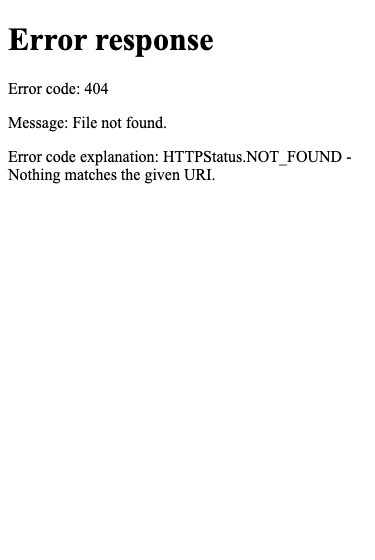 Error response
Error code: 404
Message: File not found.
Error code explanation: HTTPStatus.NOT_FOUND -
Nothing matches the given URI.